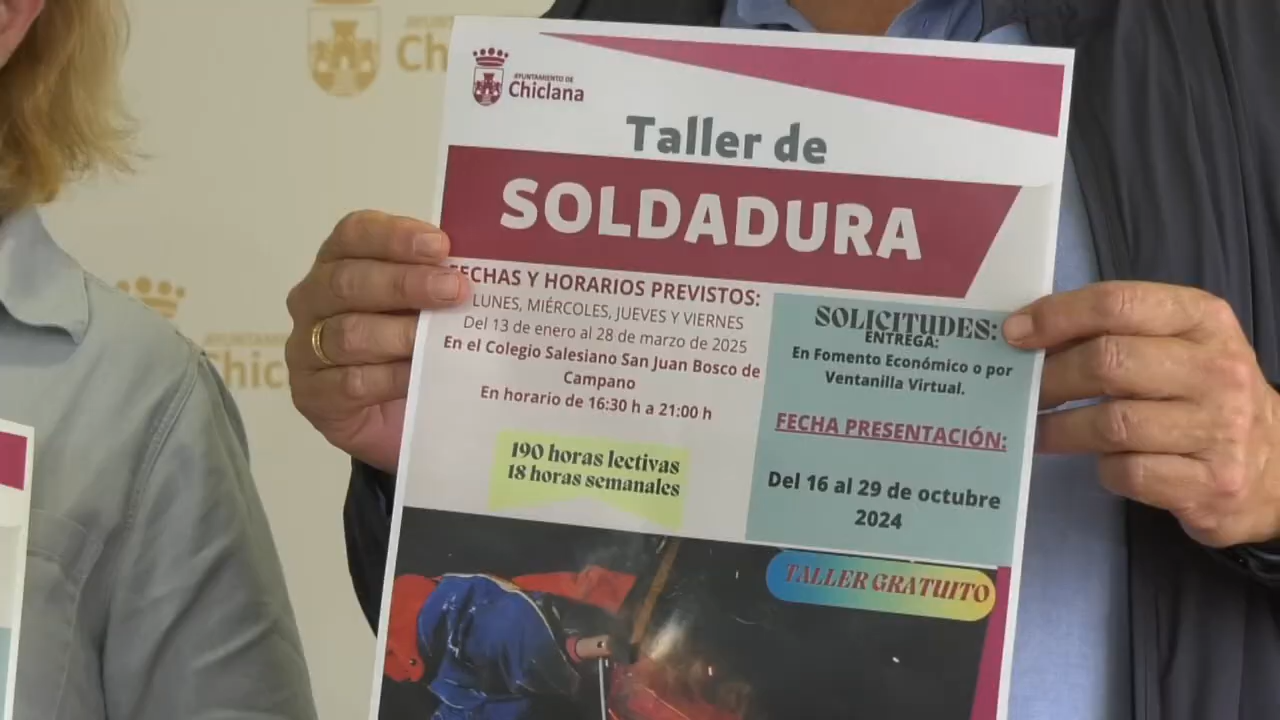 AYUNTAMIENTO DE
Chiclana
Taller de
SOLDADURA
FECHAS Y HORARIOS PREVISTOS:
LUNES, MIÉRCOLES, JUEVES Y VIERNES
Del 13 de enero al 28 de marzo de 2025
En el Colegio Salesiano San Juan Bosco de
Campano
En horario de 16:30 h a 21:00 h
190 horas lectivas
18 horas semanales
SOLICITUDES:
ENTREGA:
En Fomento Económico o por
Ventanilla Virtual.
FECHA PRESENTACIÓN:
Del 16 al 29 de octubre
2024
TALLER GRATUITO